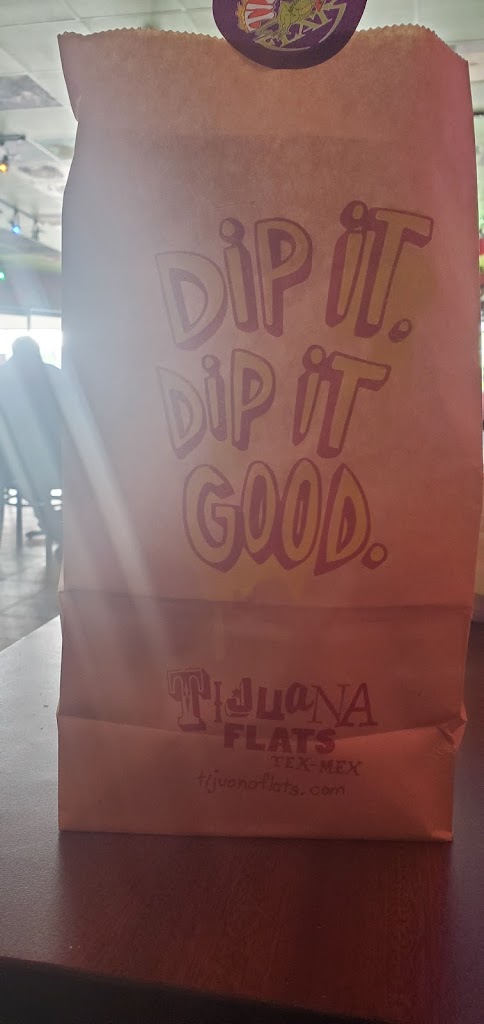 DiP iT.
DiP iT
GOOD.
TIJuaNA
FLATS
TEX-MEX
tijuanaflats.com